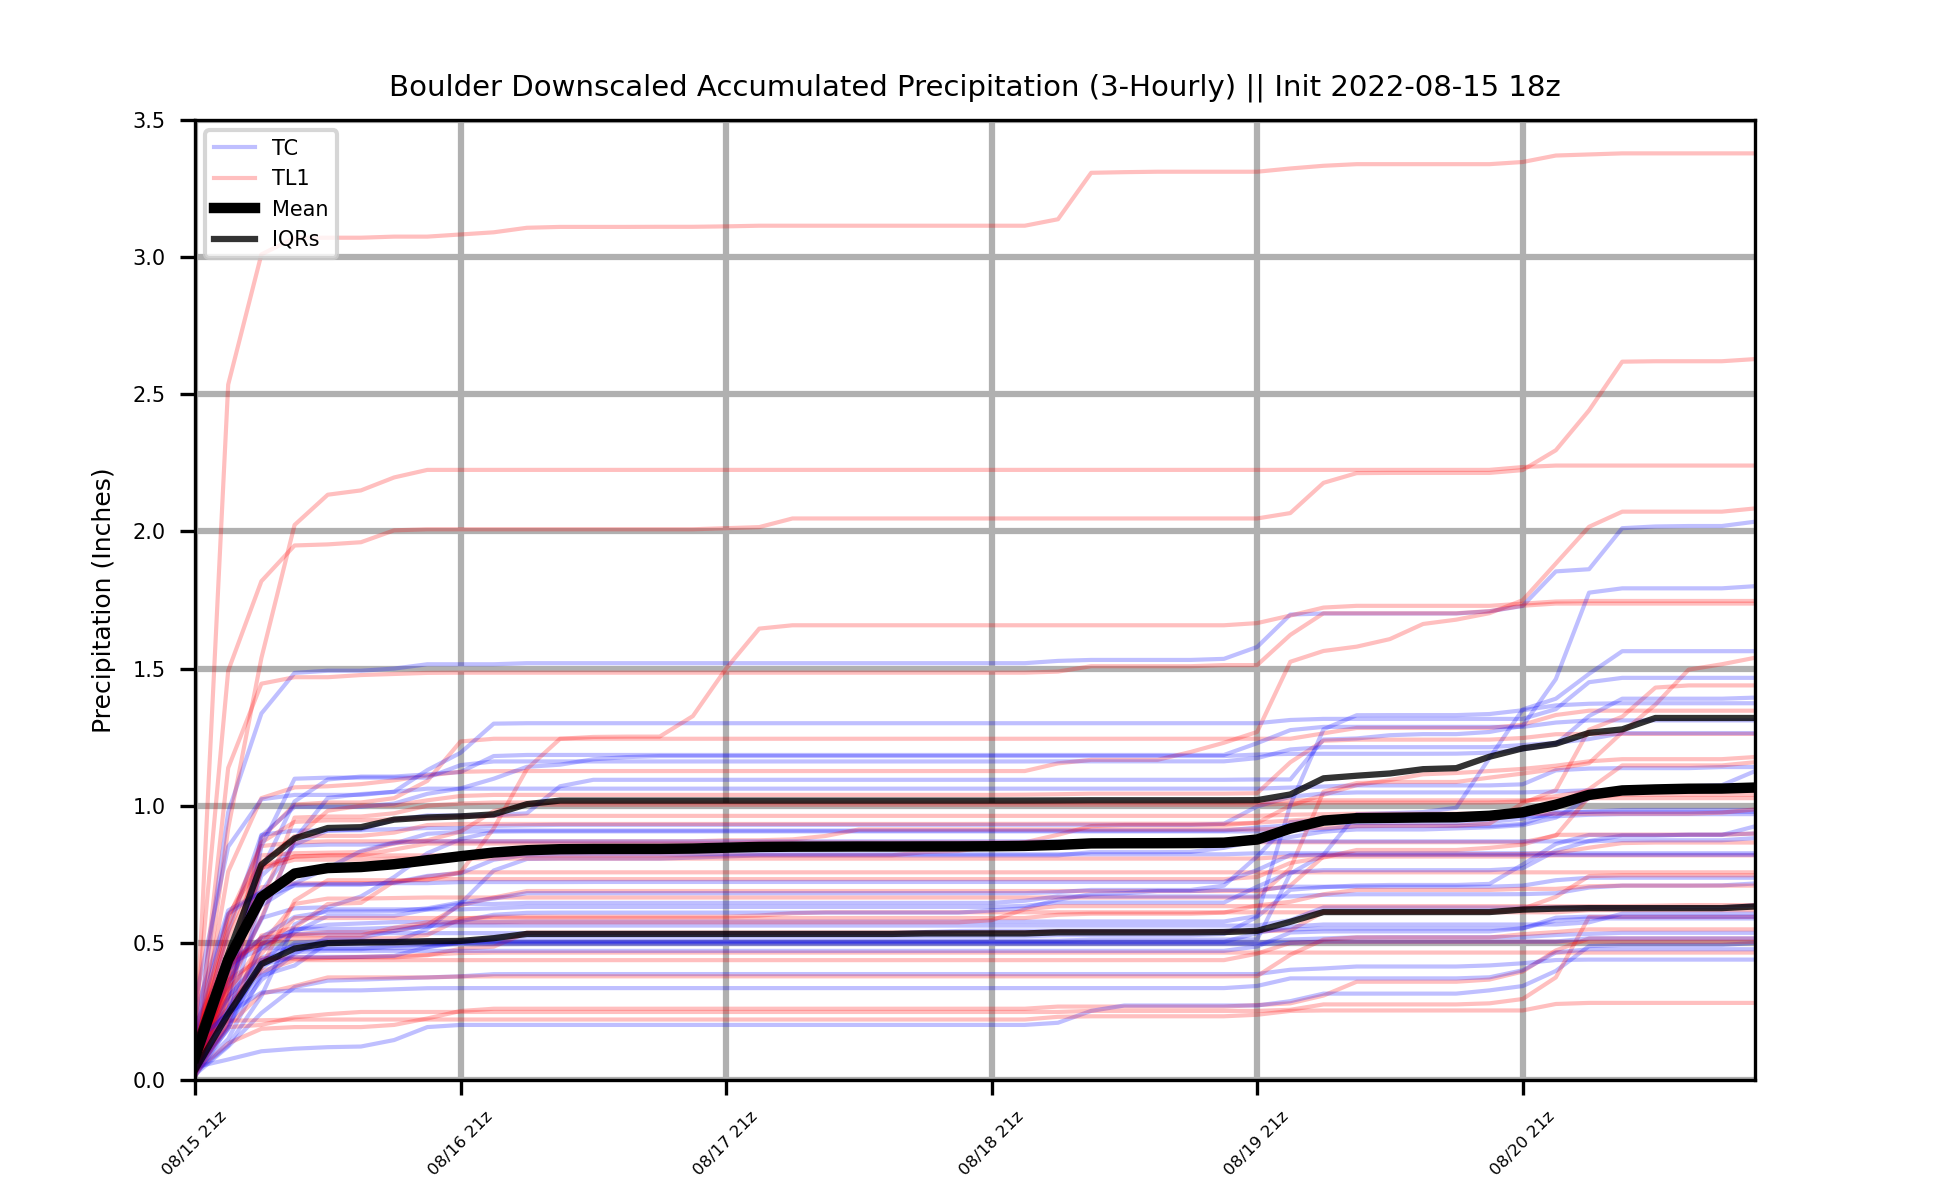 Boulder Downscaled Accumulated Precipitation (3-Hourly) || Init 2022-08-15 18z
Precipitation (Inches)
3.5
3.0
2.5
2.0
1.5
1.0
0.5
0.0
TC
TL1
Mean
IQRs
08/15 21z
08/16 21z
08/17 21z
08/18 21z
08/19 21z
08/20 21z